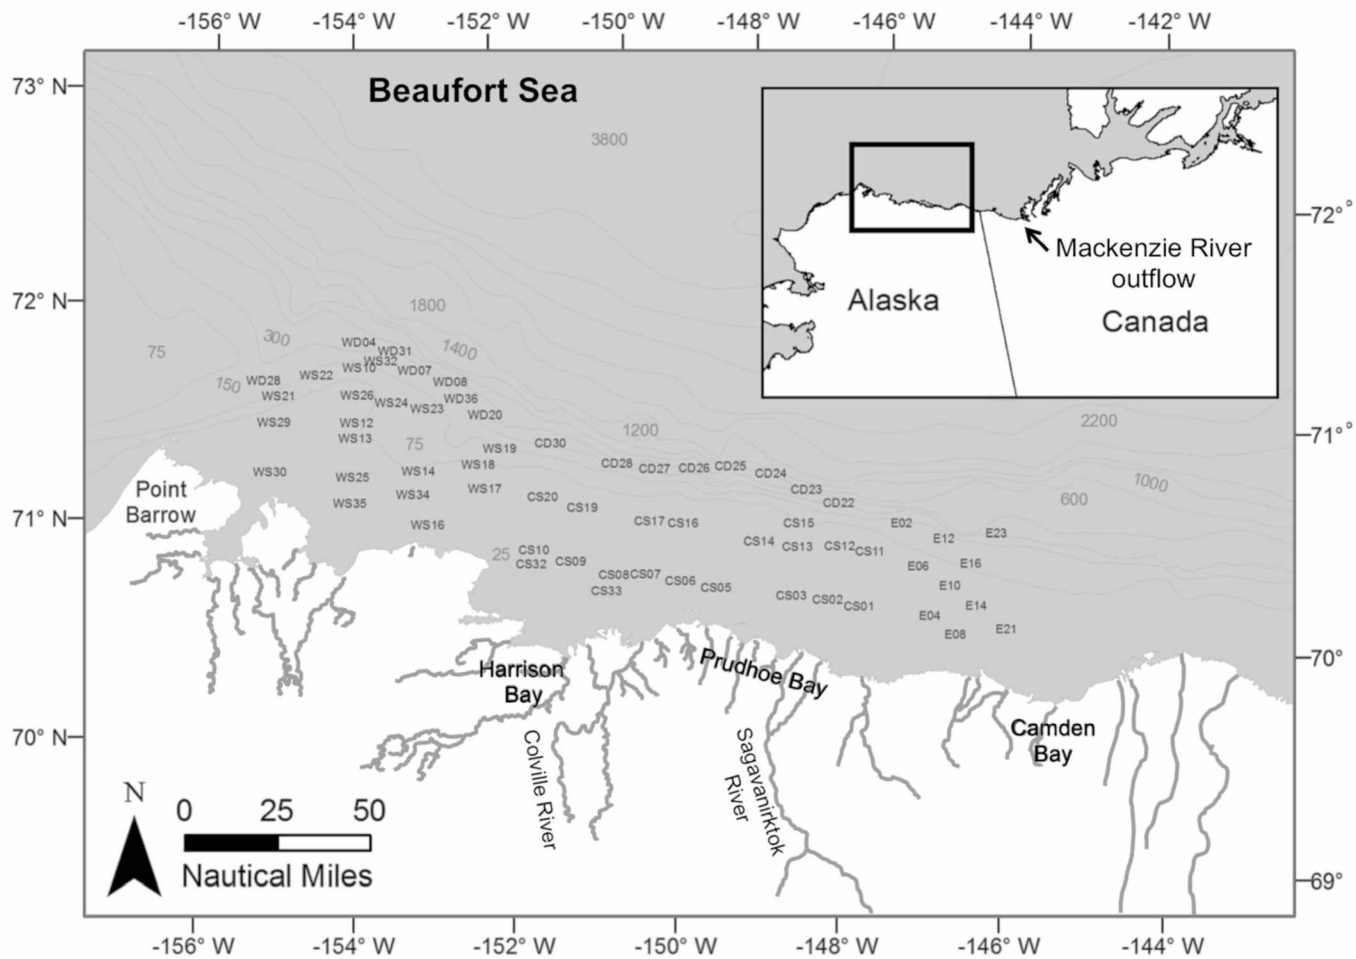 -156° W -154° W -152° W -150° W -148° W -146° W -144° W -142° W
73° N
Beaufort Sea
3800
72°
Mackenzie River
outflow
Alaska
Canada
72° N
1800
300
1400
75
150
WD04
WD31
WS32
WS10
WD07
WS22
WD28
WD08
WS21
WS26
WS24
WD36
WS23
WD20
WS29
WS12
WS13
75
1200
2200
71°
WS19
CD30
WS30
WS25
WS14
WS18
CD28
CD27
CD26
CD25
CD24
1000
600
WS35
WS34
WS17
CS20
CS19
CD23
CD22
Point
Barrow
71° N
WS16
CS17
CS16
CS15
E02
E12
E23
25
CS10
CS32
CS09
CS14
CS13
CS12
CS11
E06
E16
CS08
CS07
CS33
CS06
CS05
CS03
CS02
CS01
E10
E14
E04
E08
E21
70°
Harrison
Bay
Prudhoe Bay
Camden
Bay
70° N
Colville River
Sagavanirktok
River
N
0 25 50
Nautical Miles
69°
-156° W -154° W -152° W -150° W -148° W -146° W -144° W